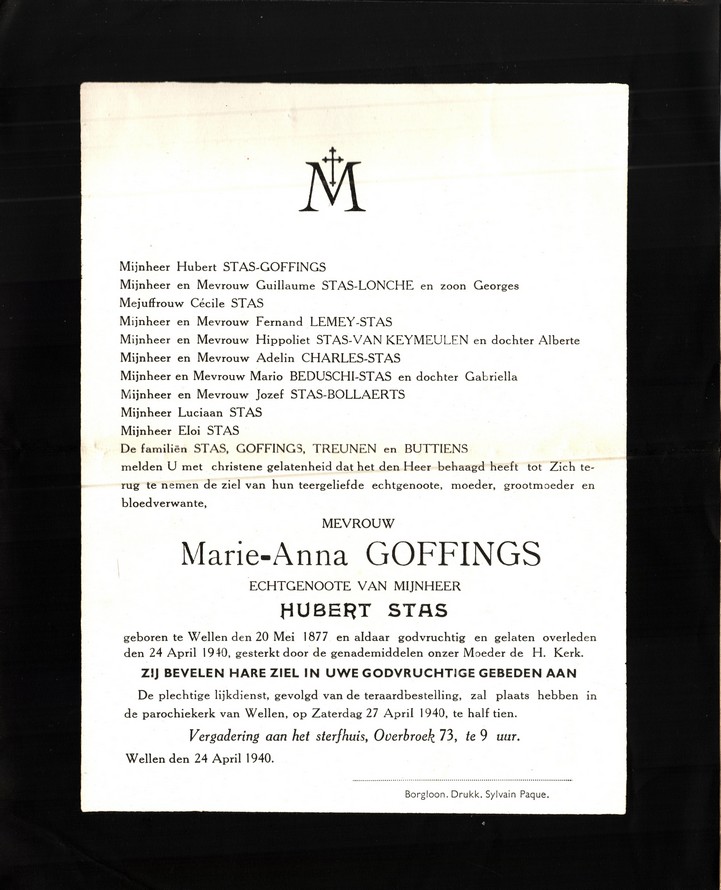 M
Mijnheer Hubert STAS-GOFFINGS
Mijnheer en Mevrouw Guillaume STAS-LONCHE en zoon Georges
Mejuffrouw Cécile STAS
Mijnheer en Mevrouw Fernand LEMEY-STAS
Mijnheer en Mevrouw Hippoliet STAS-VAN KEYMEULEN en dochter Alberte
Mijnheer en Mevrouw Adelin CHARLES-STAS
Mijnheer en Mevrouw Mario BEDUSCHI-STAS en dochter Gabriella
Mijnheer en Mevrouw Jozef STAS-BOLLAERTS
Mijnheer Luciaan STAS
Mijnheer Eloi STAS
De familiën STAS, GOFFINGS, TREUNEN en BUTTIENS
melden U met christene gelatenheid dat het den Heer behaagd heeft tot Zich te-
rug te nemen de ziel van hun teergeliefde echtgenoote, moeder, grootmoeder en
bloedverwante,
MEVROUW
Marie-Anna GOFFINGS
ECHTGENOOTE VAN MIJNHEER
HUBERT STAS
geboren te Wellen den 20 Mei 1877 en aldaar godvruchtig en gelaten overleden
den 24 April 1940, gesterkt door de genademiddelen onzer Moeder de H. Kerk.
ZIJ BEVELEN HARE ZIEL IN UWE GODVRUCHTIGE GEBEDEN AAN
De plechtige lijkdienst, gevolgd van de teraardbestelling, zal plaats hebben in
de parochiekerk van Wellen, op Zaterdag 27 April 1940, te half tien.
Vergadering aan het sterfhuis, Overbroek 73, te 9 uur.
Wellen den 24 April 1940.
Borgloon. Drukk. Sylvain Paque.